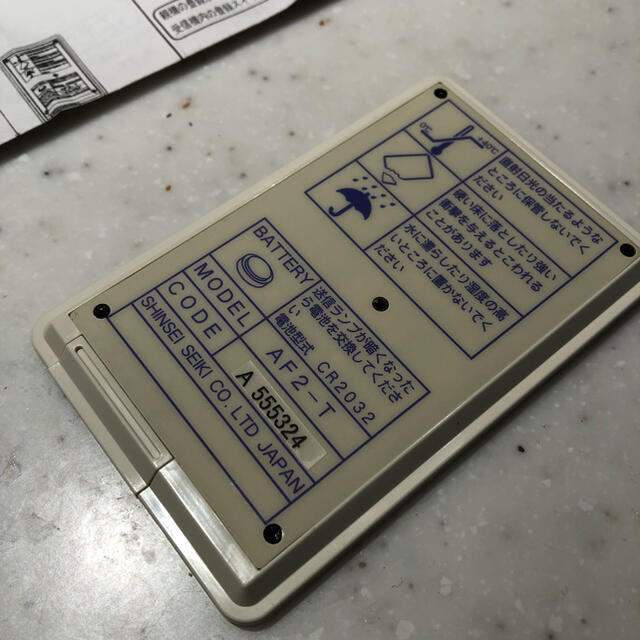 直射日光の当たるような
ところに保管しないでく
ださい
硬い床に落としたり強い
衝撃を与えるとこわれる
ことがあります
水に濡らしたり湿度の高
いところに置かないでく
ださい
BATTERY
送信ランプが暗くなった
ら電池を交換してくださ
電池型式 CR2032
MODEL AF2-T
CODE A 555324
SHINSEI SEIKI CO.LTD JAPAN